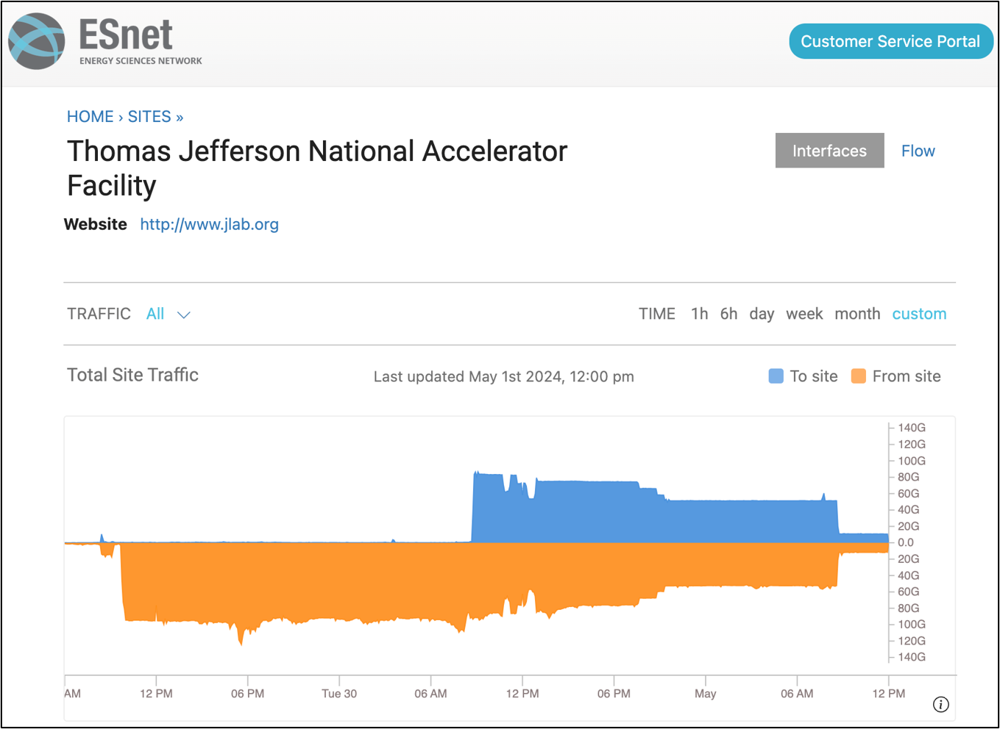 ESnet
ENERGY SCIENCES NETWORK
Customer Service Portal
HOME › SITES »
Thomas Jefferson National Accelerator
Facility
Interfaces Flow
Website http://www.jlab.org
TRAFFIC All
TIME 1h 6h day week month custom
Total Site Traffic
Last updated May 1st 2024, 12:00 pm
To site From site
140G
120G
100G
80G
60G
40G
20G
0.0
20G
40G
60G
80G
100G
120G
140G
AM 12 PM 06 PM Tue 30 06 AM 12 PM 06 PM May 06 AM 12 PM
i